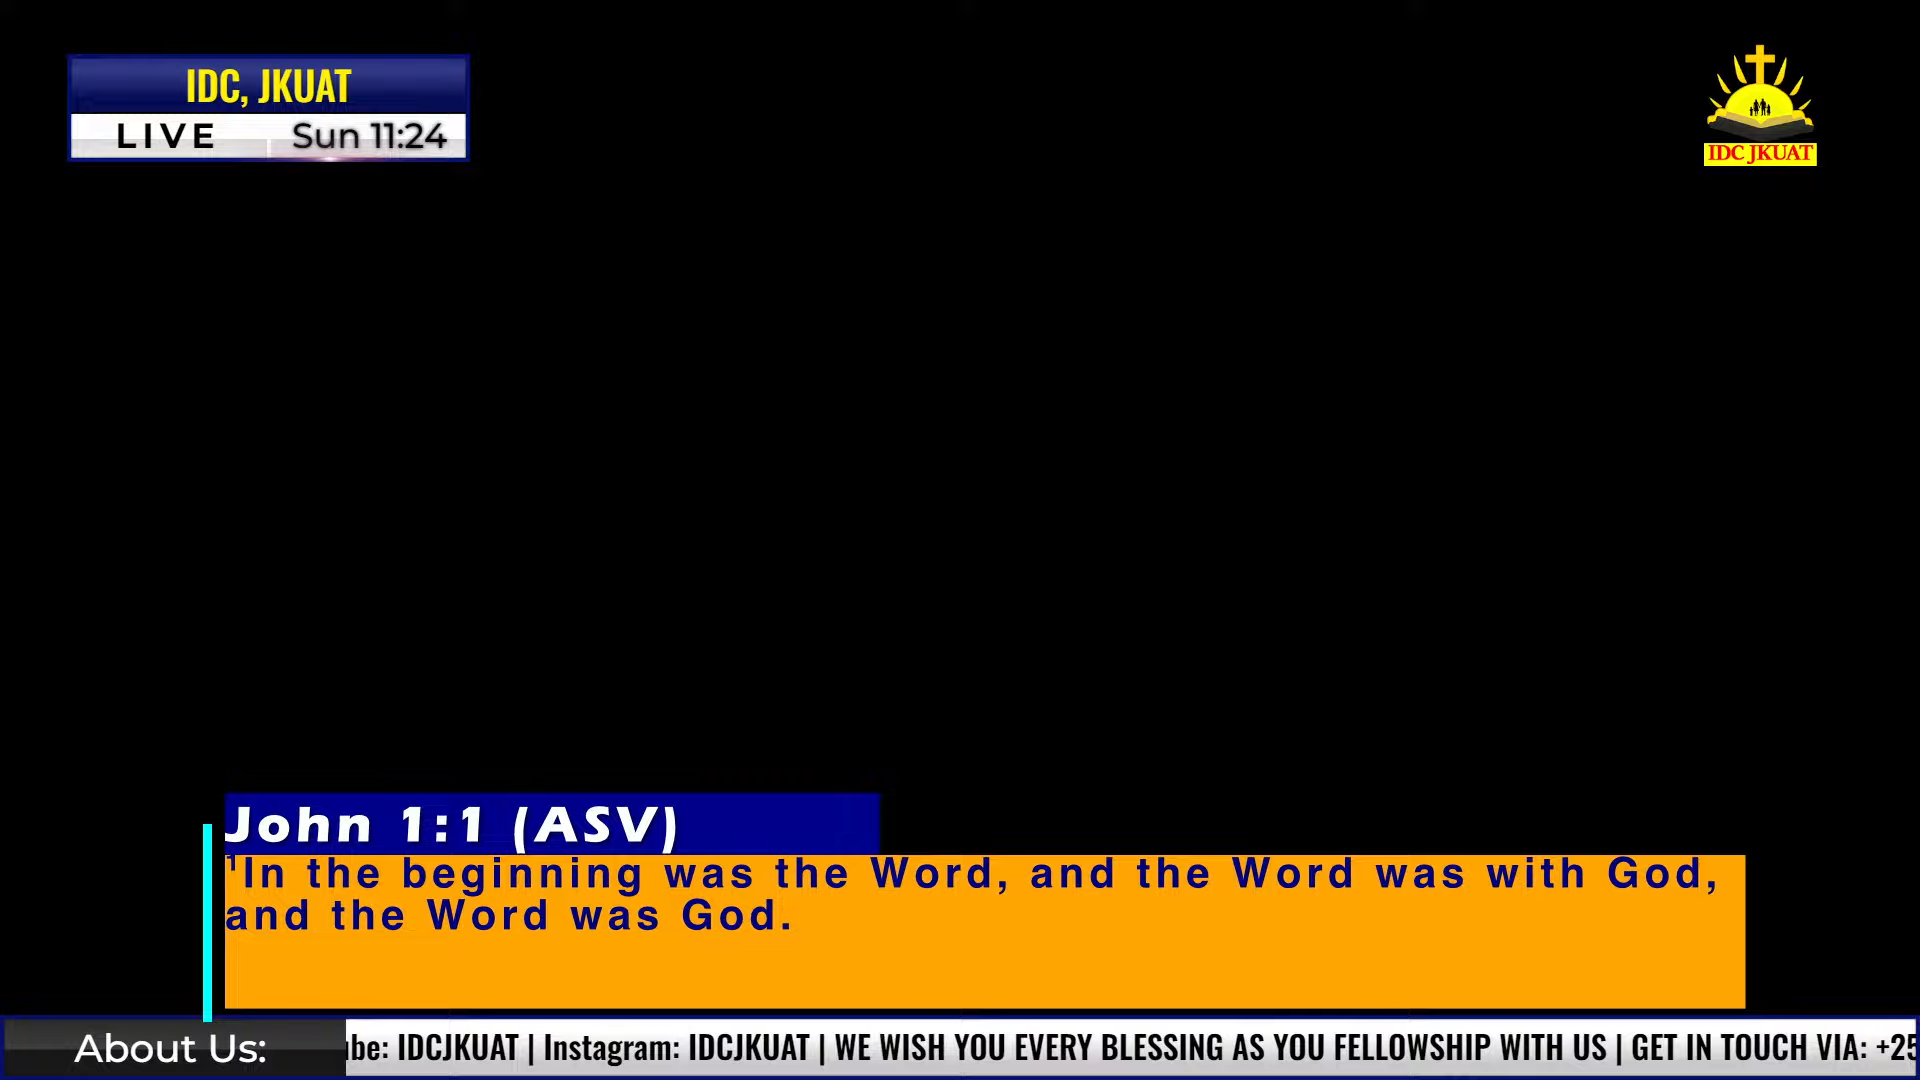 IDC, JKUAT
LIVE Sun 11:24
IDC JKUAT
John 1:1 (ASV)
1In the beginning was the Word, and the Word was with God,
and the Word was God.
About Us: be: IDCJKUAT | Instagram: IDCJKUAT | WE WISH YOU EVERY BLESSING AS YOU FELLOWSHIP WITH US | GET IN TOUCH VIA: +25